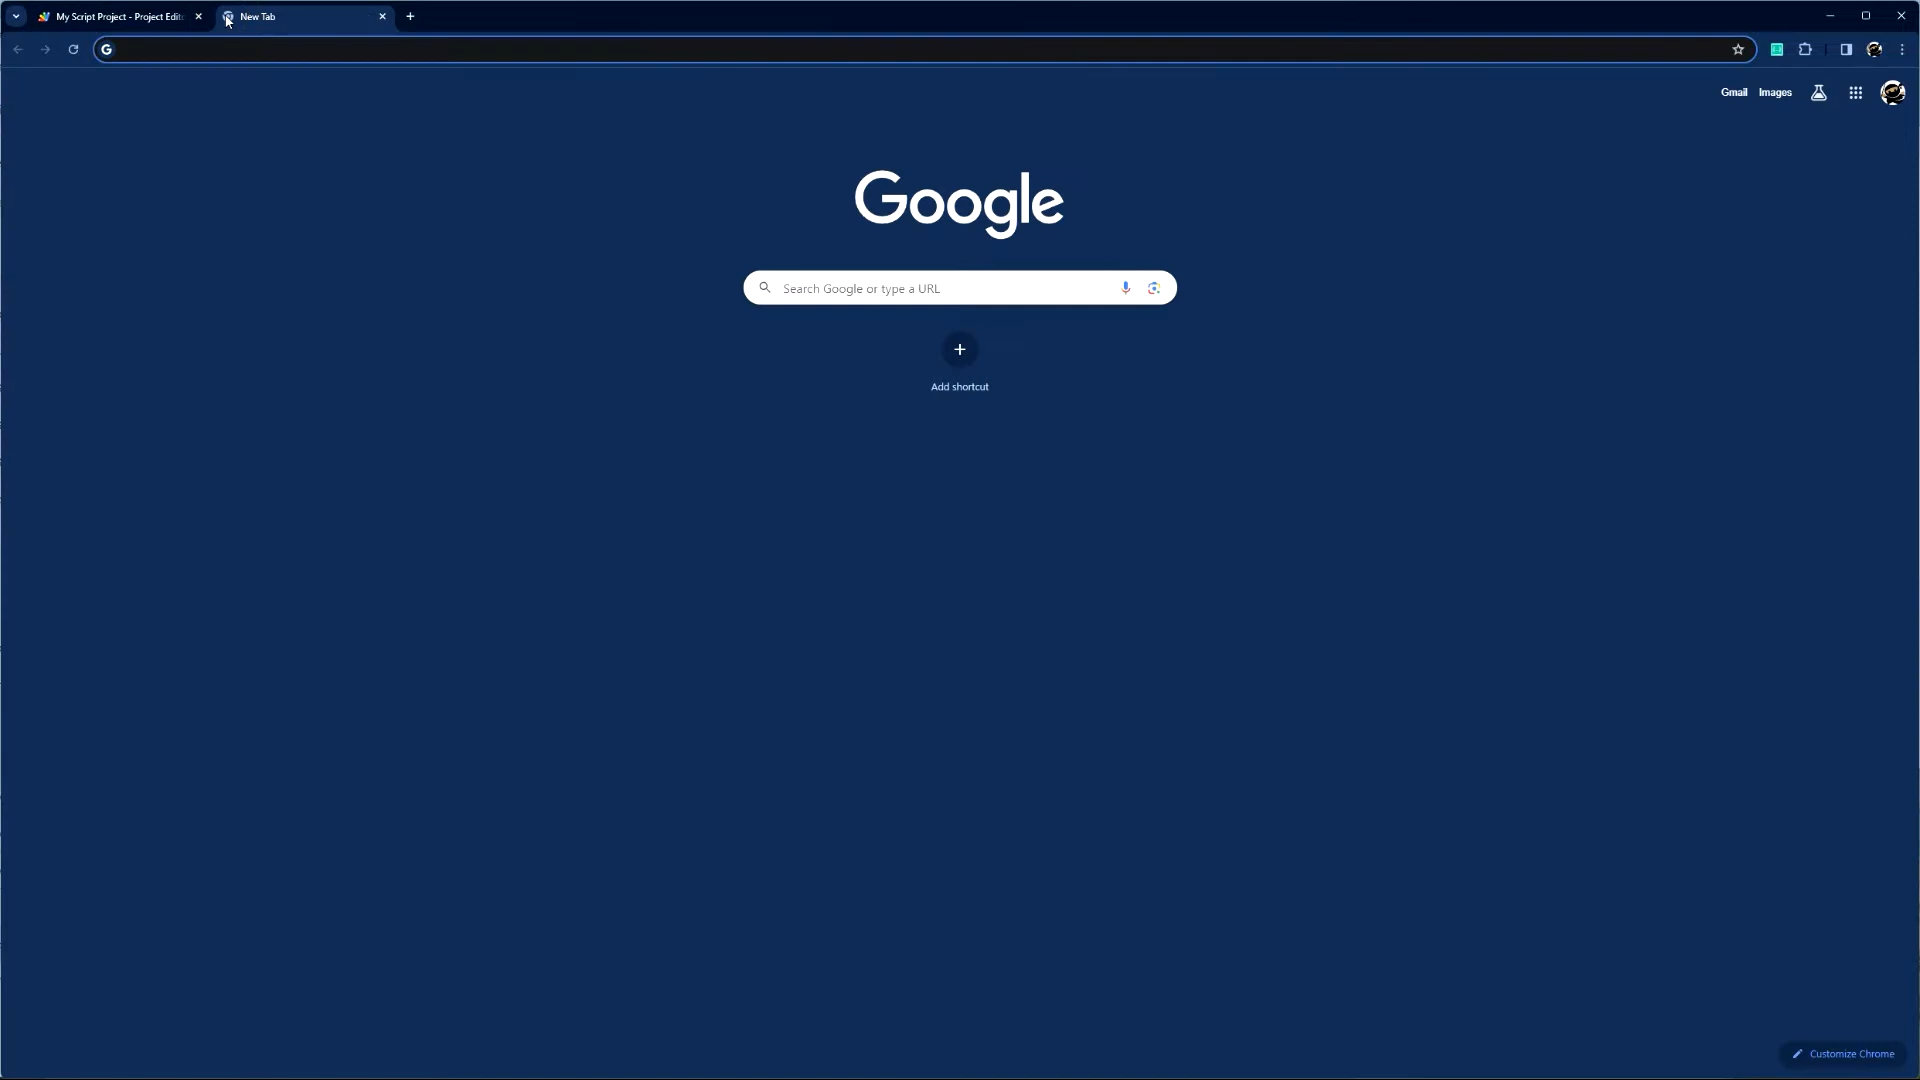 My Script Project - Project Edit
New Tab
G
Gmail Images
Google
Search Google or type a URL
Add shortcut
Customize Chrome